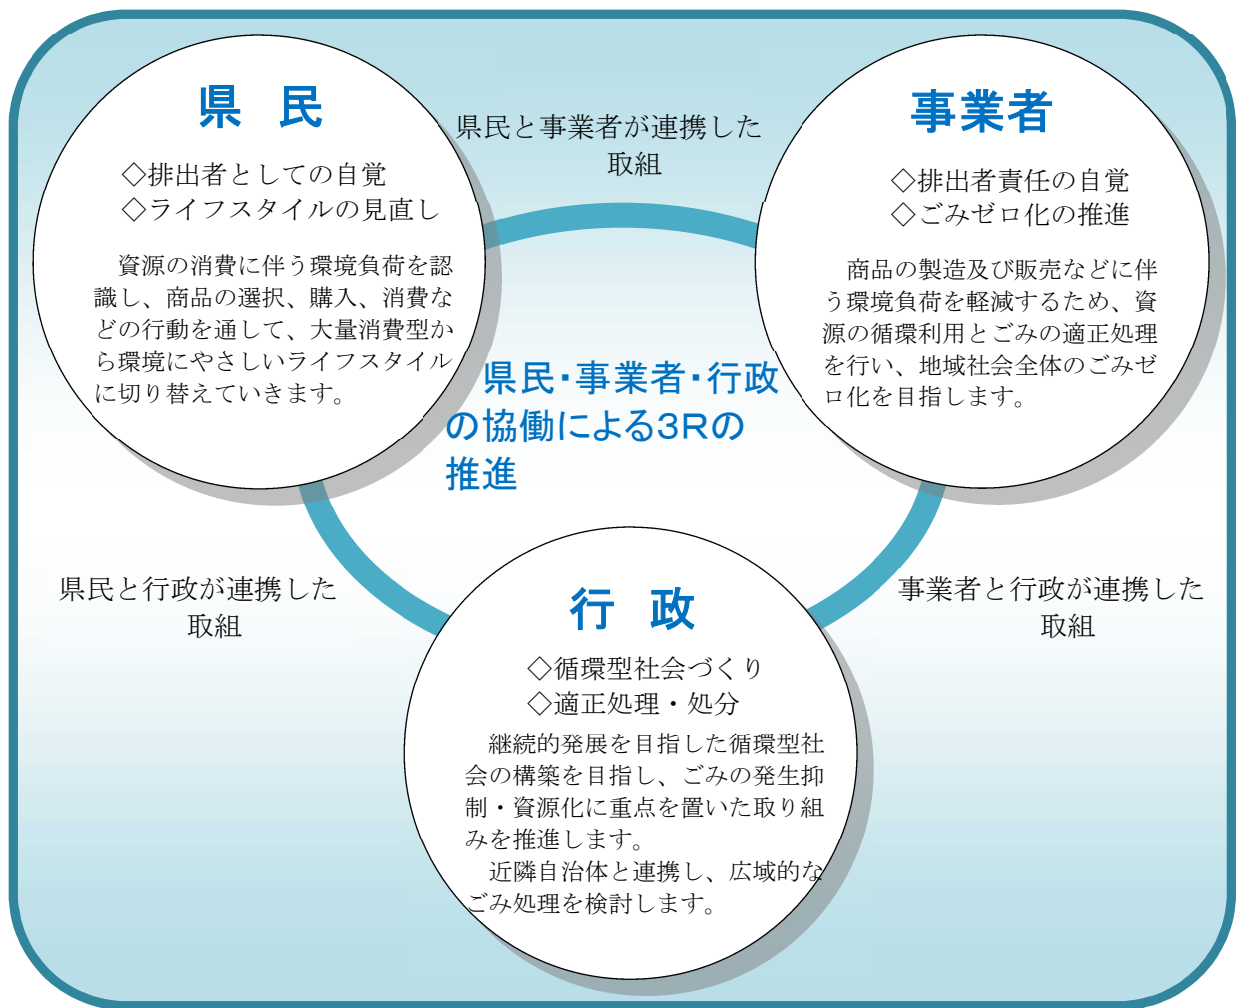 県 民
◇排出者としての自覚
◇ライフスタイルの見直し
資源の消費に伴う環境負荷を認
識し、商品の選択、購入、消費な
どの行動を通して、大量消費型か
ら環境にやさしいライフスタイル
に切り替えていきます。
県民と事業者が連携した
取組
事業者
◇排出者責任の自覚
◇ごみゼロ化の推進
商品の製造及び販売などに伴
う環境負荷を軽減するため、資
源の循環利用とごみの適正処理
を行い、地域社会全体のごみゼ
ロ化を目指します。
県民・事業者・行政
の協働による3Rの
推進
県民と行政が連携した
取組
事業者と行政が連携した
取組
行 政
◇循環型社会づくり
◇適正処理・処分
継続的発展を目指した循環型社
会の構築を目指し、ごみの発生抑
制・資源化に重点を置いた取り組
みを推進します。
近隣自治体と連携し、広域的な
ごみ処理を検討します。